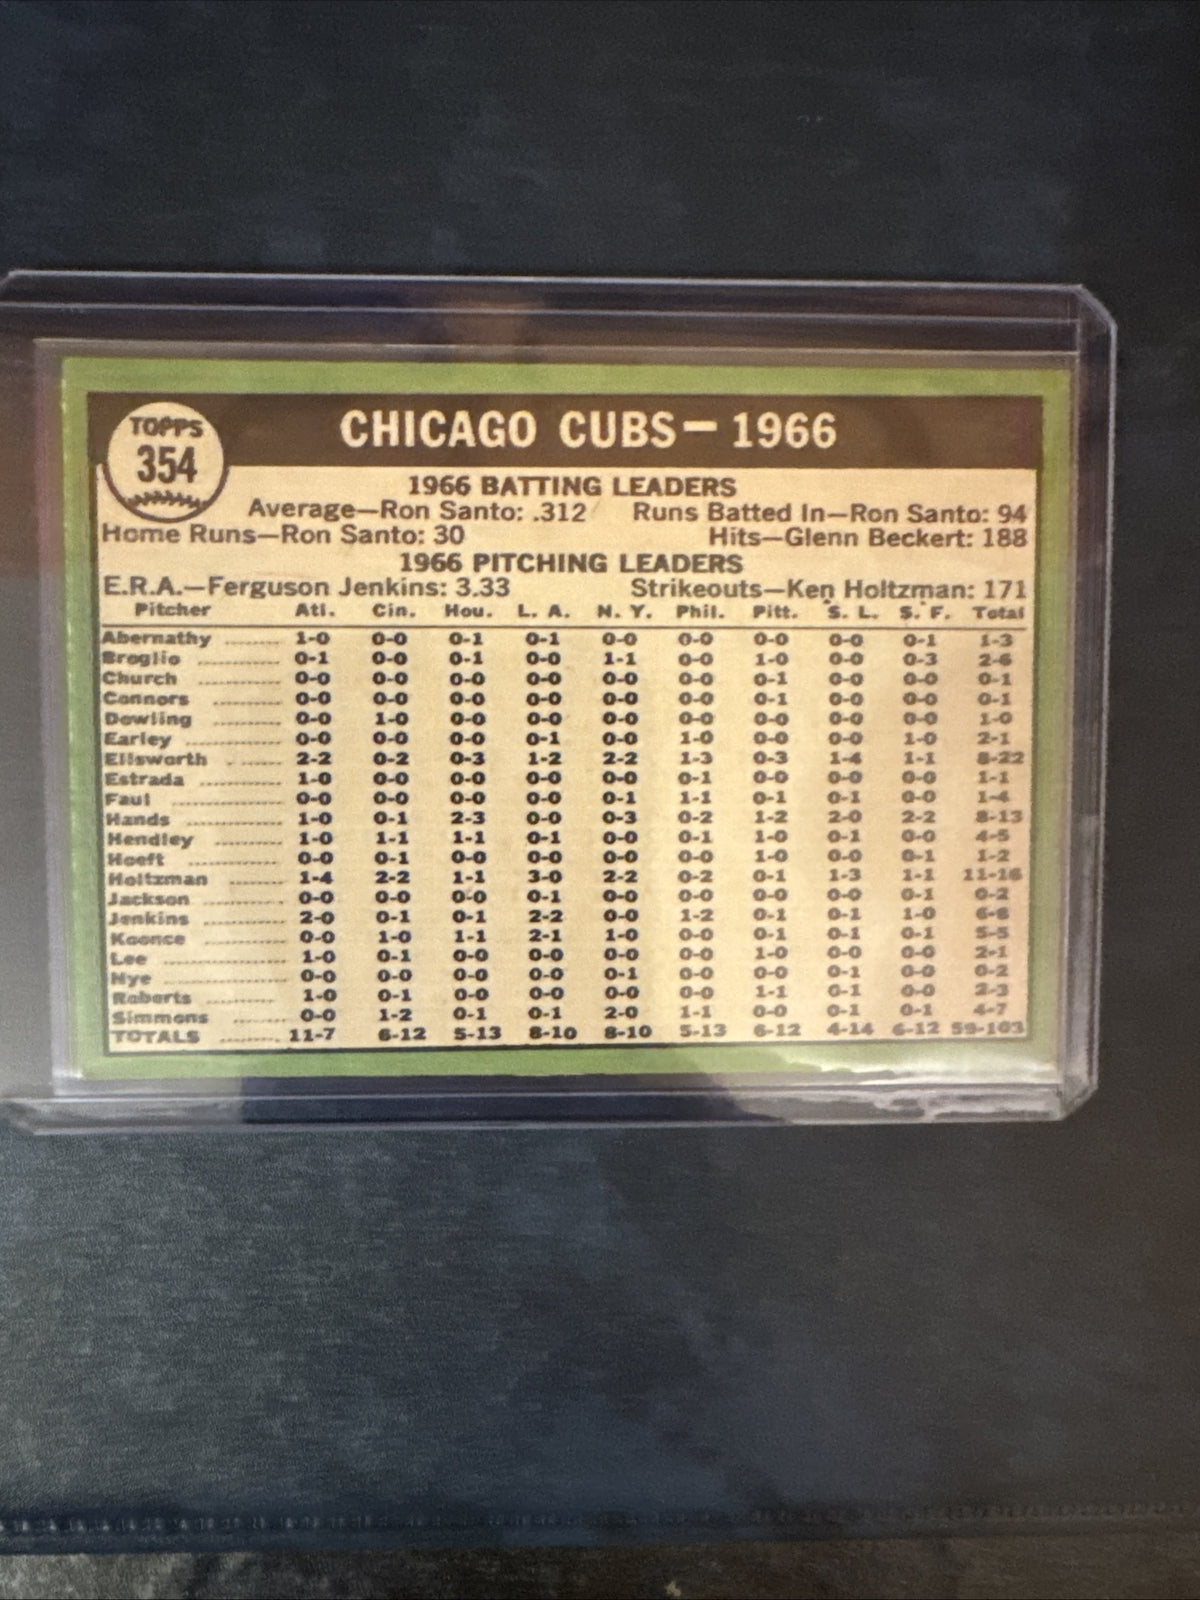 TOPPS
354
CHICAGO CUBS— 1966
1966 BATTING LEADERS
Average—Ron Santo: .312 Runs Batted In—Ron Santo: 94
Home Runs—Ron Santo: 30 Hits—Glenn Beckert: 188
1966 PITCHING LEADERS
E.R.A.—Ferguson Jenkins: 3.33 Strikeouts—Ken Holtzman: 171
Pitcher Atl. Cin. Hou. L. A. N. Y. Phil. Pitt. S. L. S. F. Total
Abernathy 1-0 0-0 0-1 0-1 0-0 0-0 0-0 0-0 0-1 1-3
Broglio 0-1 0-0 0-1 0-0 1-1 0-0 1-0 0-0 0-3 2-6
Church 0-0 0-0 0-0 0-0 0-0 0-0 0-1 0-0 0-0 0-1
Connors 0-0 0-0 0-0 0-0 0-0 0-0 0-1 0-0 0-0 0-1
Dowling 0-0 1-0 0-0 0-0 0-0 0-0 0-0 0-0 0-0 1-0
Earley 0-0 0-0 0-0 0-1 0-0 1-0 0-0 0-0 1-0 2-1
Ellsworth 2-2 0-2 0-3 1-2 2-2 1-3 0-3 1-4 1-1 8-22
Estrada 1-0 0-0 0-0 0-0 0-0 0-1 0-0 0-0 0-0 1-1
Faul 0-0 0-0 0-0 0-0 0-1 1-1 0-1 0-1 0-0 1-4
Hands 1-0 0-1 2-3 0-0 0-3 0-2 1-2 2-0 2-2 8-13
Hendley 1-0 1-1 1-1 0-1 0-0 0-1 1-0 0-1 0-0 4-5
Hoeft 0-0 0-1 0-0 0-0 0-0 0-0 1-0 0-0 0-1 1-2
Holtzman 1-4 2-2 1-1 3-0 2-2 0-2 0-1 1-3 1-1 11-16
Jackson 0-0 0-0 0-0 0-1 0-0 0-0 0-0 0-0 0-1 0-2
Jenkins 2-0 0-1 0-1 2-2 0-0 1-2 0-1 0-1 1-0 6-8
Koonce 0-0 1-0 1-1 2-1 1-0 0-0 0-1 0-1 0-1 5-5
Lee 1-0 0-1 0-0 0-0 0-0 0-0 1-0 0-0 0-0 2-1
Nye 0-0 0-0 0-0 0-0 0-1 0-0 0-0 0-1 0-0 0-2
Roberts 1-0 0-1 0-0 0-0 0-0 0-0 1-1 0-1 0-0 2-3
Simmons 0-0 1-2 0-1 0-1 2-0 1-1 0-0 0-1 0-1 4-7
TOTALS 11-7 6-12 5-13 8-10 8-10 5-13 6-12 4-14 6-12 59-103